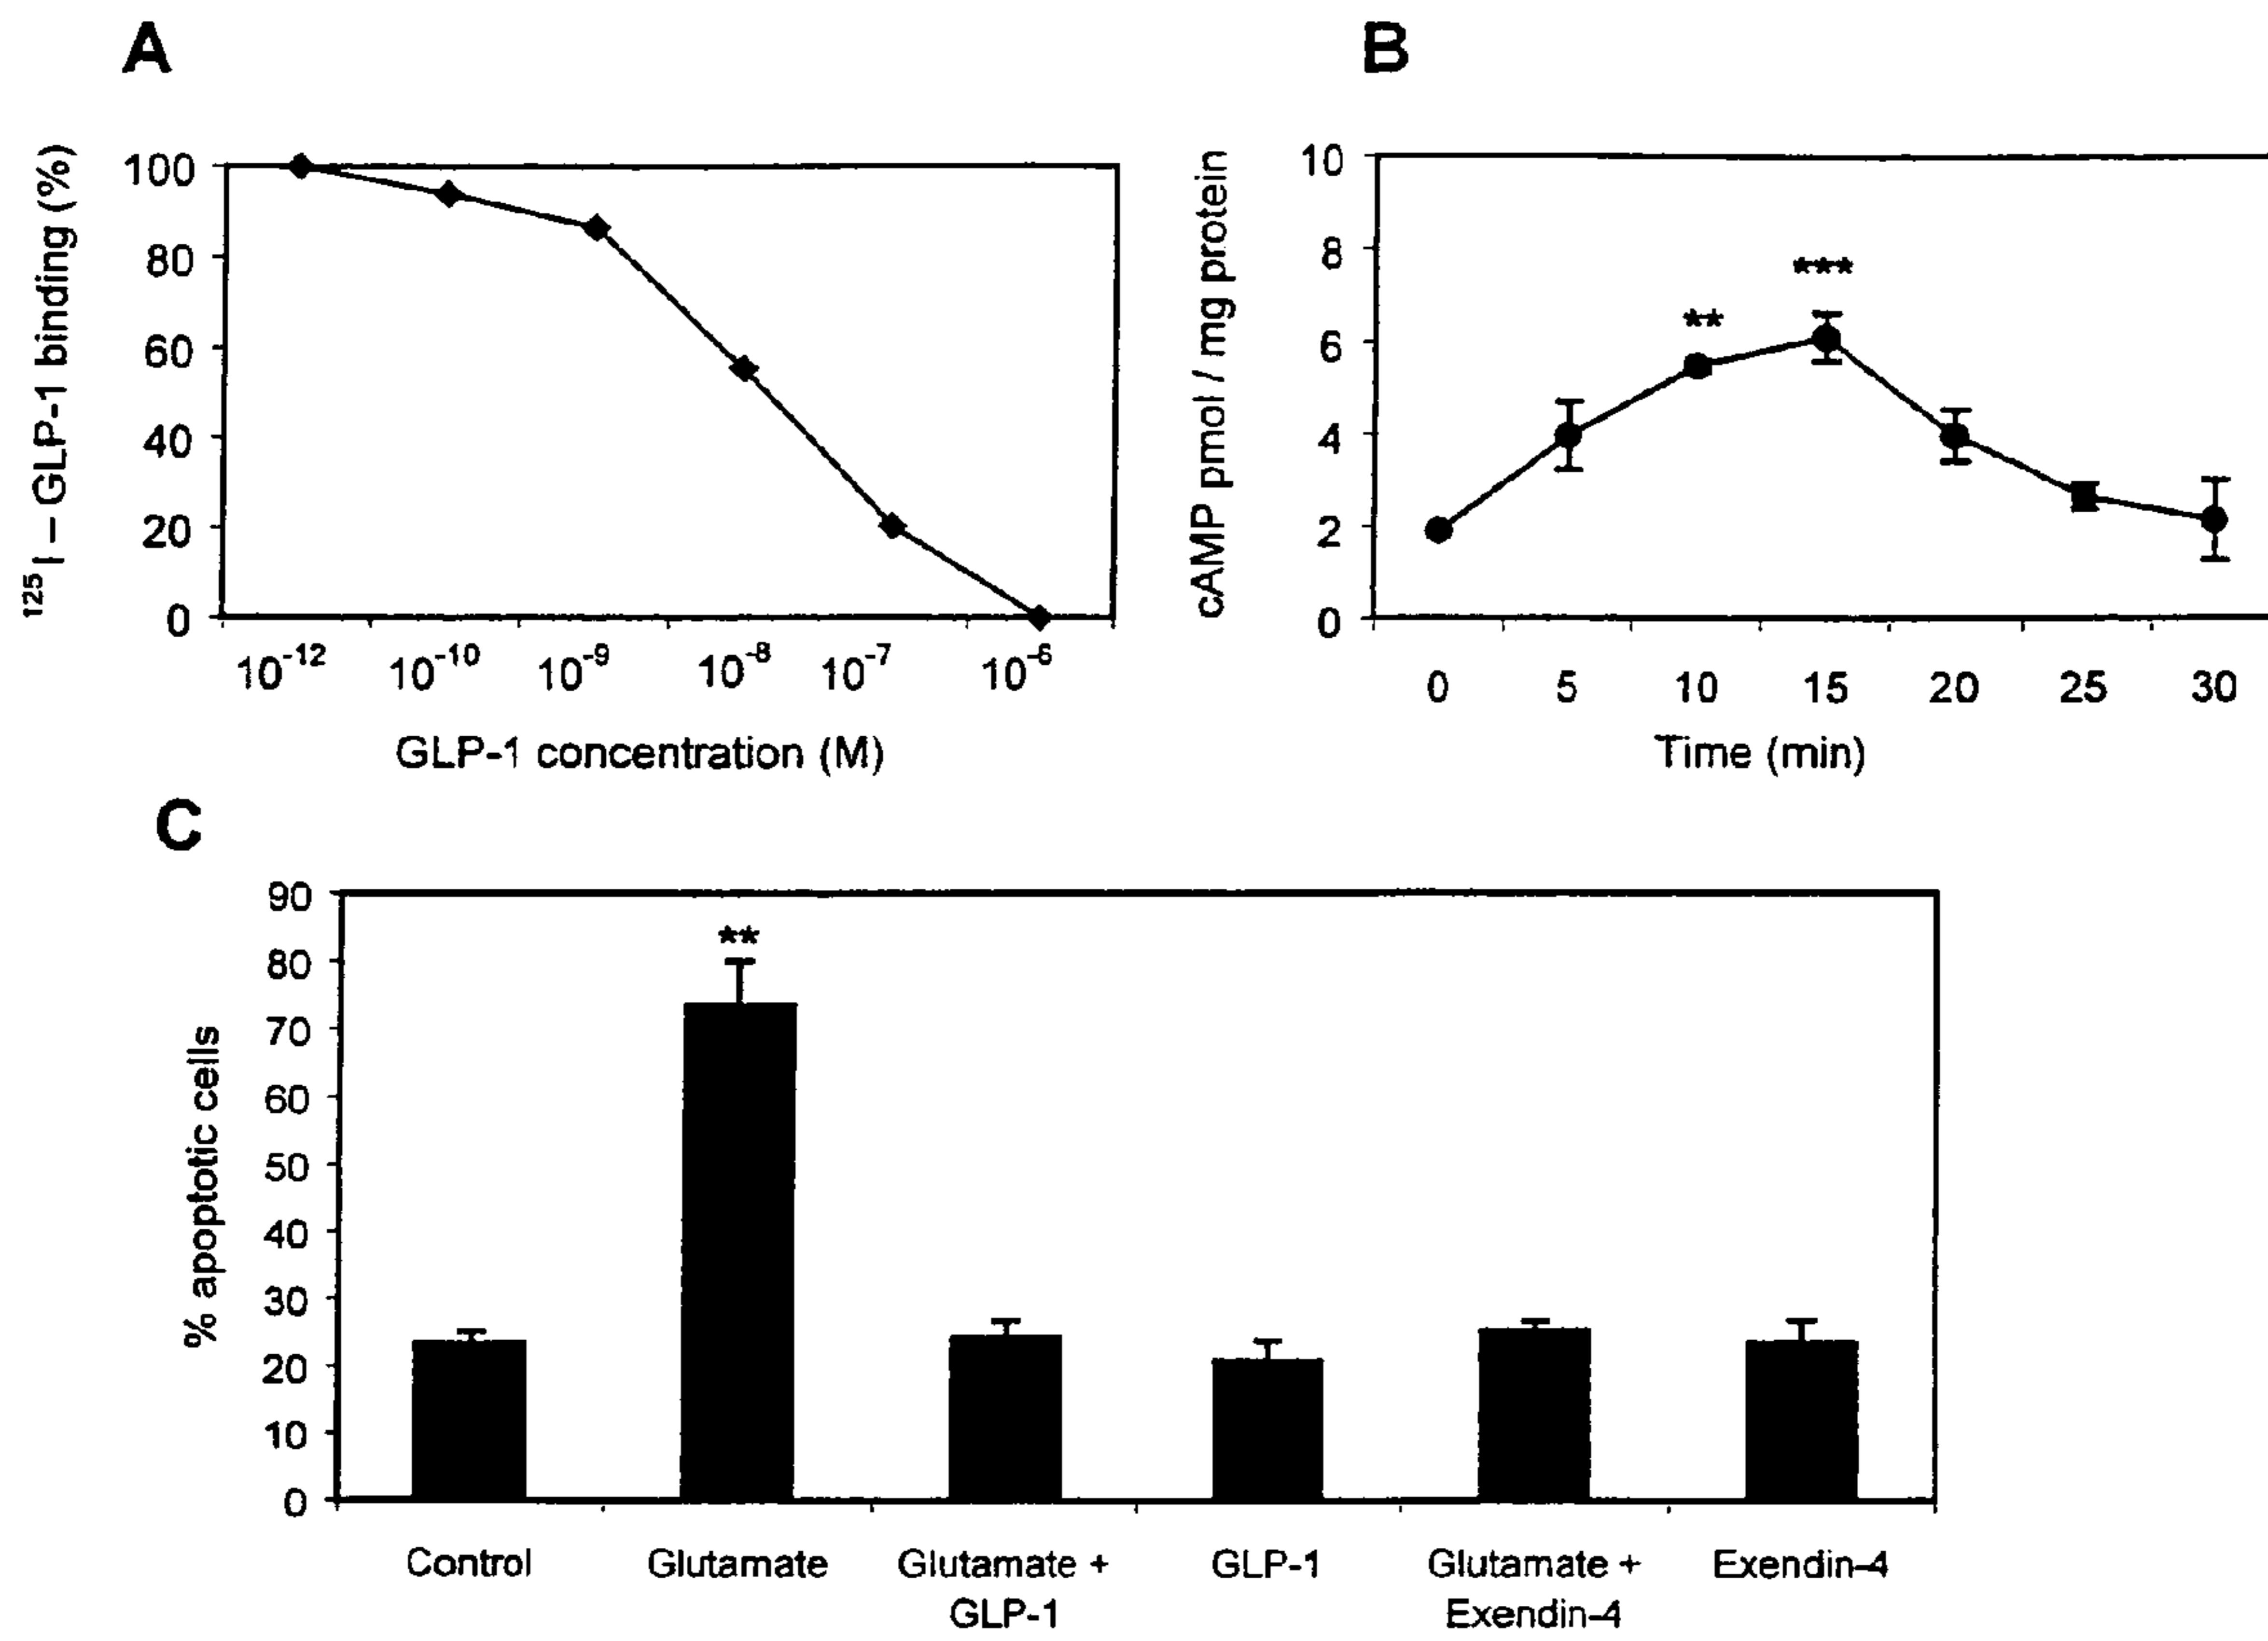 A
¹²⁵I – GLP-1 binding (%)
100
80
60
40
20
0
10⁻¹² 10⁻¹⁰ 10⁻⁹ 10⁻⁸ 10⁻⁷ 10⁻⁶
GLP-1 concentration (M)
B
cAMP pmol / mg protein
10
8
6
4
2
0
**
***
0 5 10 15 20 25 30
Time (min)
C
% apoptotic cells
90
80
70
60
50
40
30
20
10
0
**
Control
Glutamate
Glutamate +
GLP-1
GLP-1
Glutamate +
Exendin-4
Exendin-4